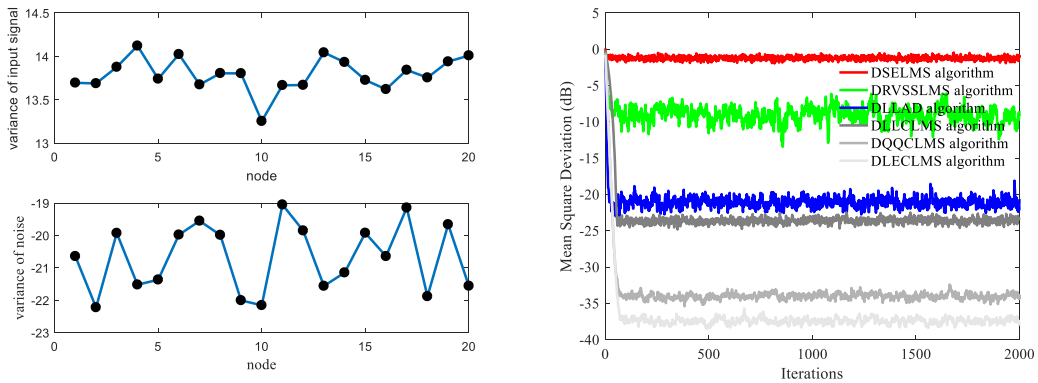 14.5
14
13.5
13
0
5
10
15
20
node
variance of input signal
-19
-20
-21
-22
-23
0
5
10
15
20
node
variance of noise
5
0
-5
-10
-15
-20
-25
-30
-35
-40
0
500
1000
1500
2000
Iterations
Mean Square Deviation (dB)
DSELMS algorithm
DRVSSLMS algorithm
DLLAD algorithm
DLLCLMS algorithm
DQQCLMS algorithm
DLECLMS algorithm